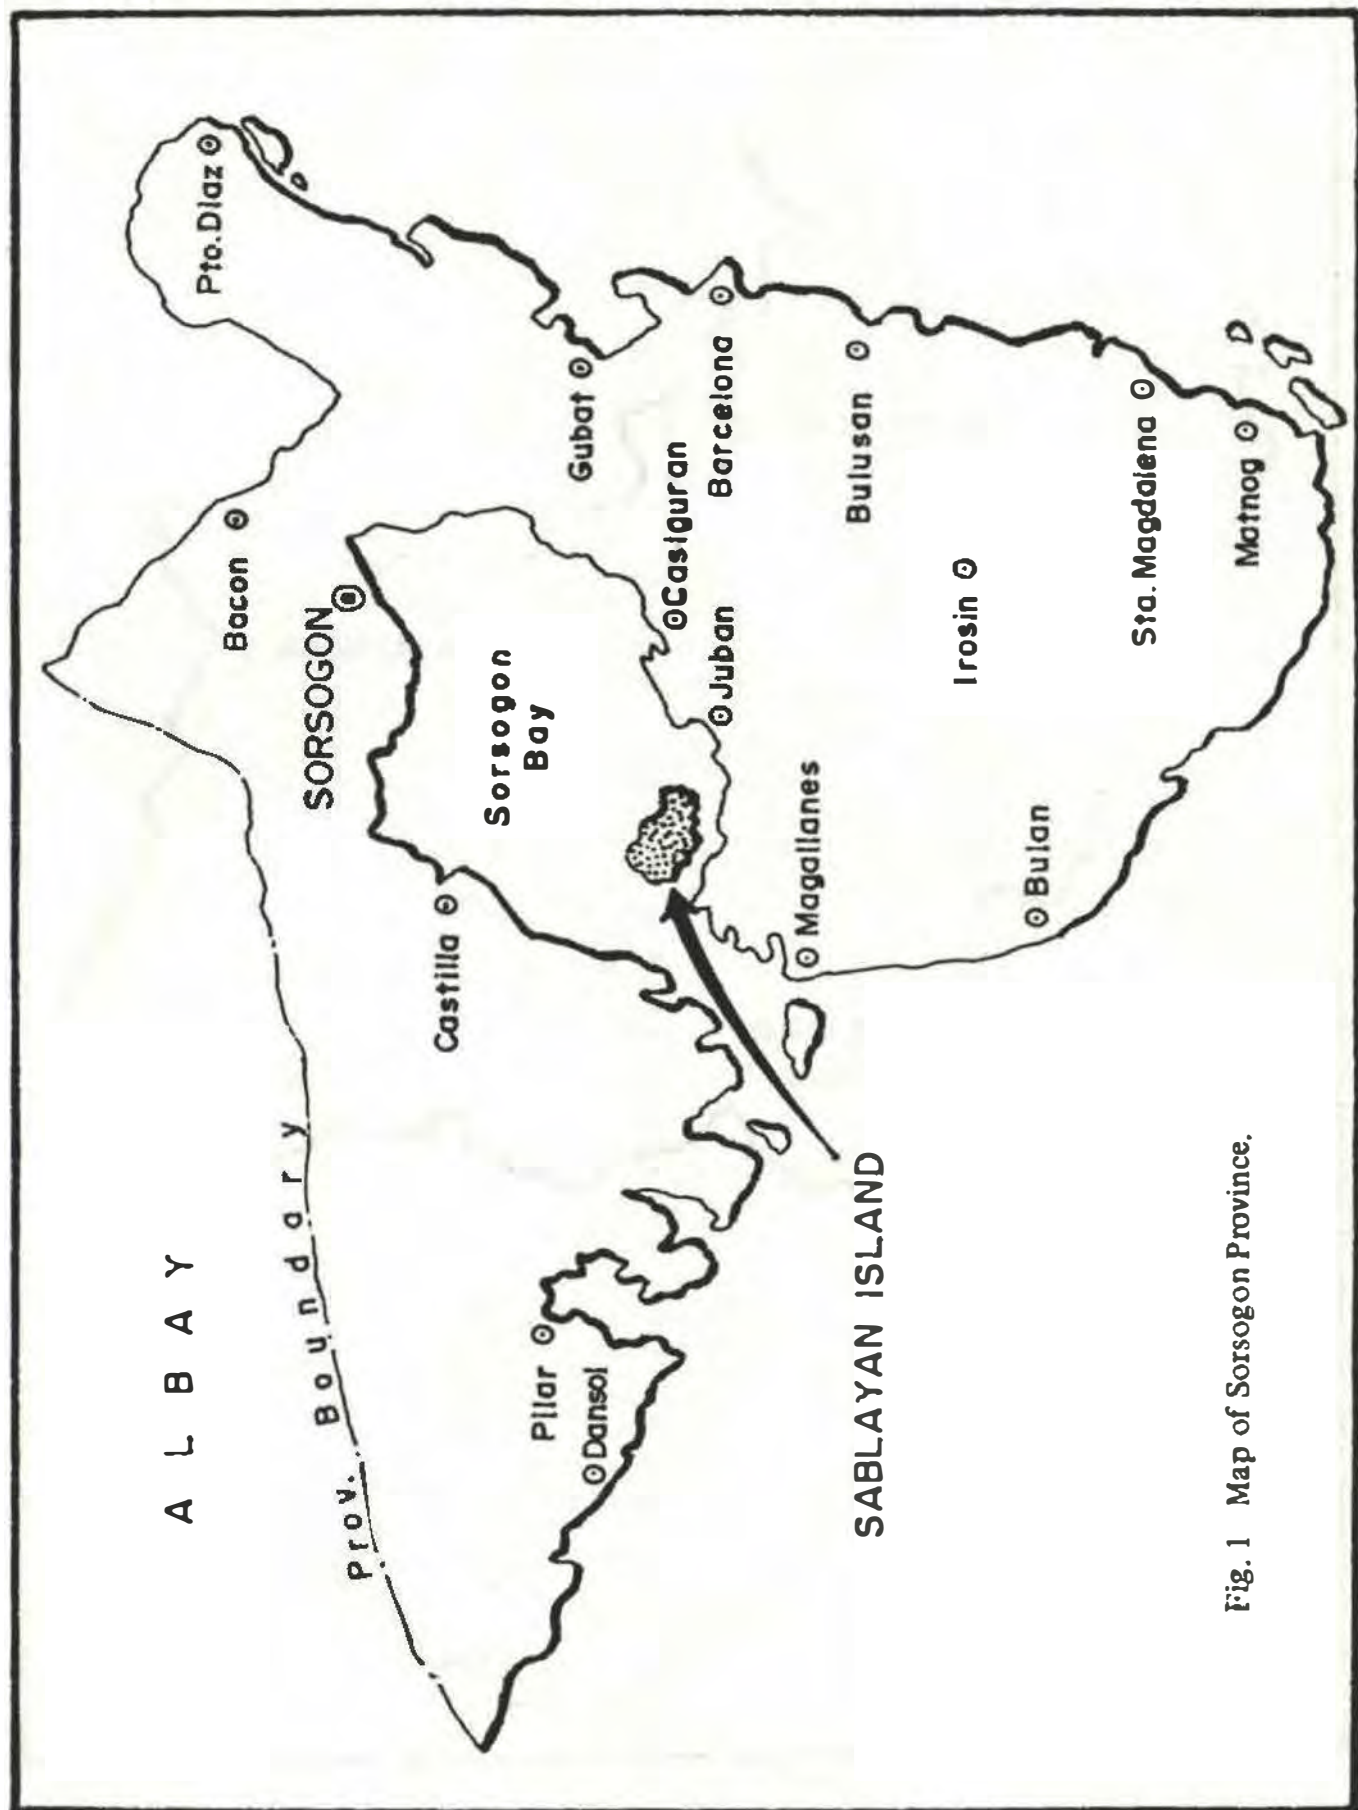 ALBAY
Prov. Boundary
Pto. Diaz
Bacon
SORSOGON
Gubat
Castilla
Sorsogon
Bay
Casiguran
Barcelona
Pilar
Dansol
Juban
Magallanes
Bulusan
SABLAYAN ISLAND
Irosin
Bulan
Sta. Magdalena
Matnog
Fig. 1 Map of Sorsogon Province.